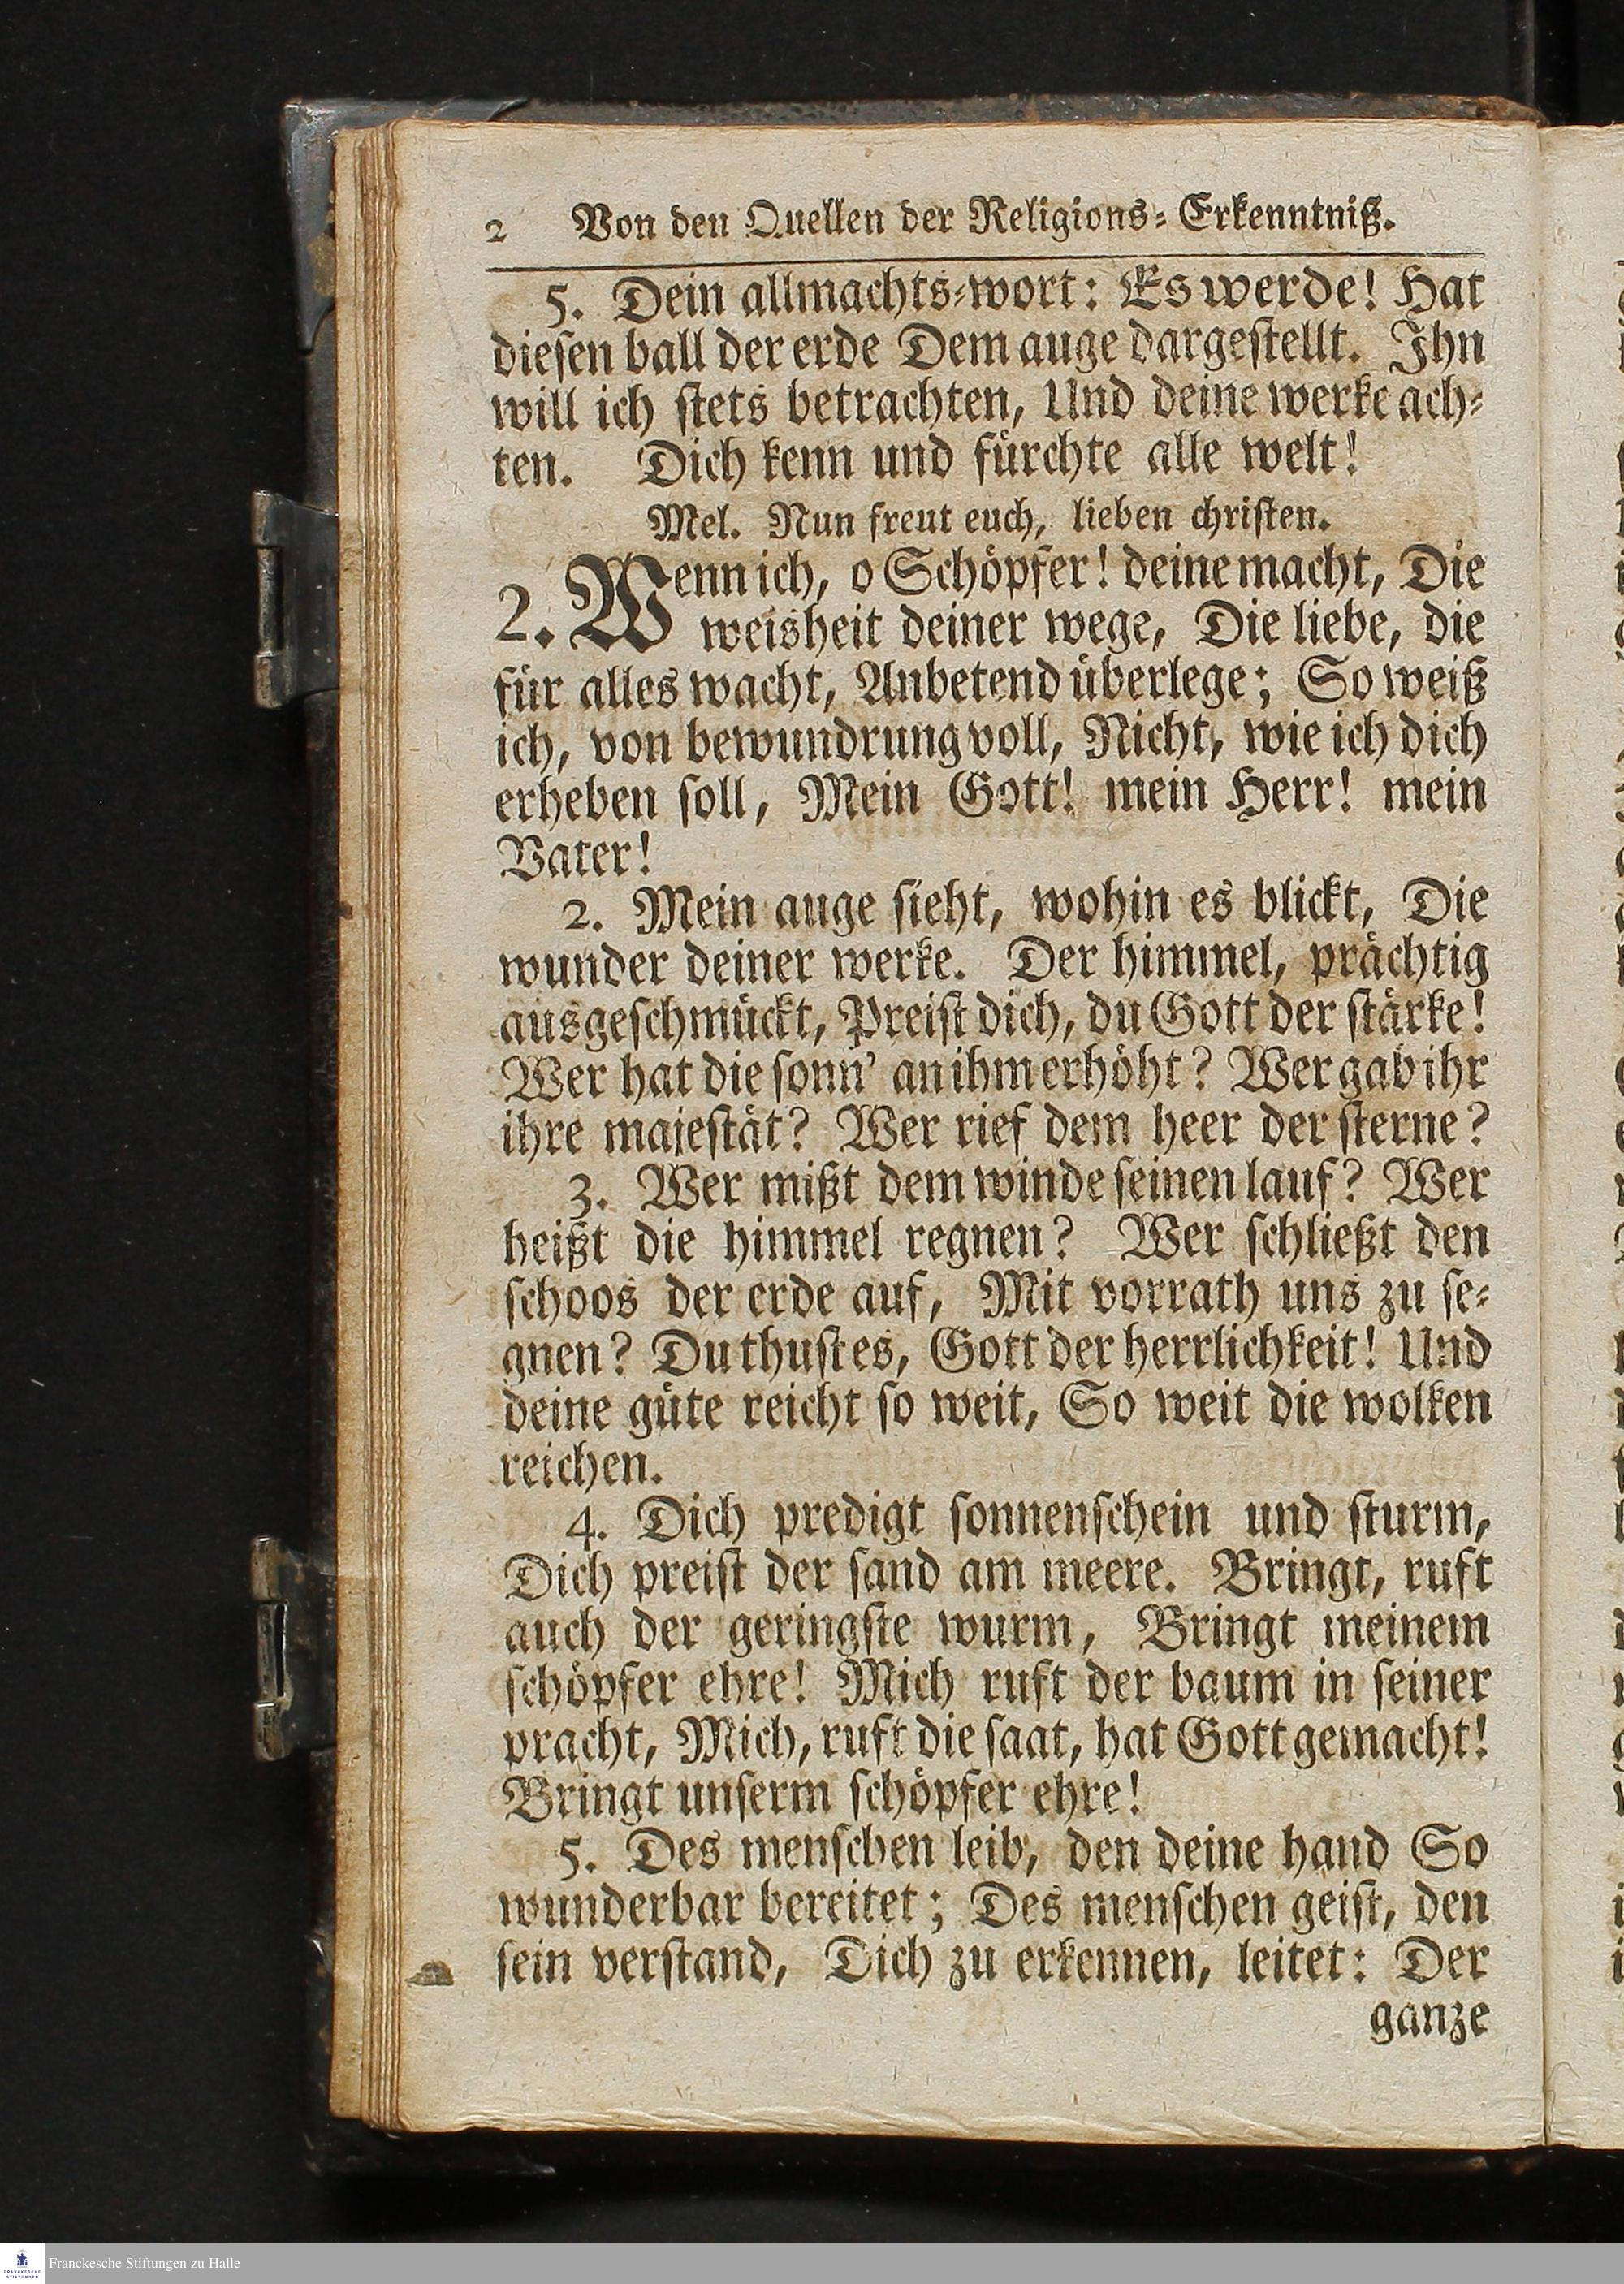 2 Von den Quellen der Religions-Erkenntniß.
5. Dein allmachts-wort: Es werde! Hat
diesen ball der erde Dem auge dargestellt. Ihn
will ich stets betrachten, Und deine werke ach-
ten. Dich kenn und fürchte alle welt!
Mel. Nun freut euch, lieben christen.
2. Wenn ich, o Schöpfer! deine macht, Die
weisheit deiner wege, Die liebe, die
für alles wacht, Anbetend überlege; So weiß
ich, von bewundrung voll, Nicht, wie ich dich
erheben soll, Mein Gott! mein Herr! mein
Vater!
2. Mein auge sieht, wohin es blickt, Die
wunder deiner werke. Der himmel, prächtig
ausgeschmückt, Preist dich, du Gott der stärke!
Wer hat die sonn' an ihm erhöht? Wer gab ihr
ihre majestät? Wer rief dem heer der sterne?
3. Wer mißt dem winde seinen lauf? Wer
heißt die himmel regnen? Wer schließt den
schoos der erde auf, Mit vorrath uns zu se-
gnen? Du thust es, Gott der herrlichkeit! Und
deine güte reicht so weit, So weit die wolken
reichen.
4. Dich predigt sonnenschein und sturm,
Dich preist der sand am meere. Bringt, ruft
auch der geringste wurm, Bringt meinem
schöpfer ehre! Mich ruft der baum in seiner
pracht, Mich, ruft die saat, hat Gott gemacht!
Bringt unserm schöpfer ehre!
5. Des menschen leib, den deine hand So
wunderbar bereitet; Des menschen geist, den
sein verstand, Dich zu erkennen, leitet: Der
ganze
Franckesche Stiftungen zu Halle